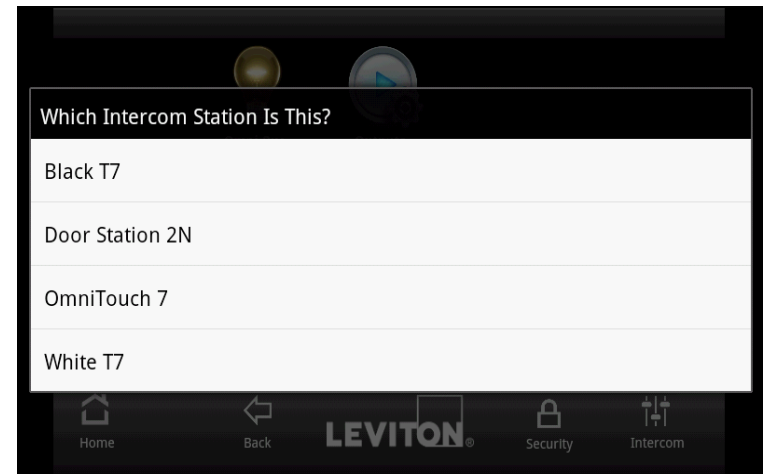 Which Intercom Station Is This?
Black T7
Door Station 2N
OmniTouch 7
White T7
Home
Back
LEVITON®
Security
Intercom